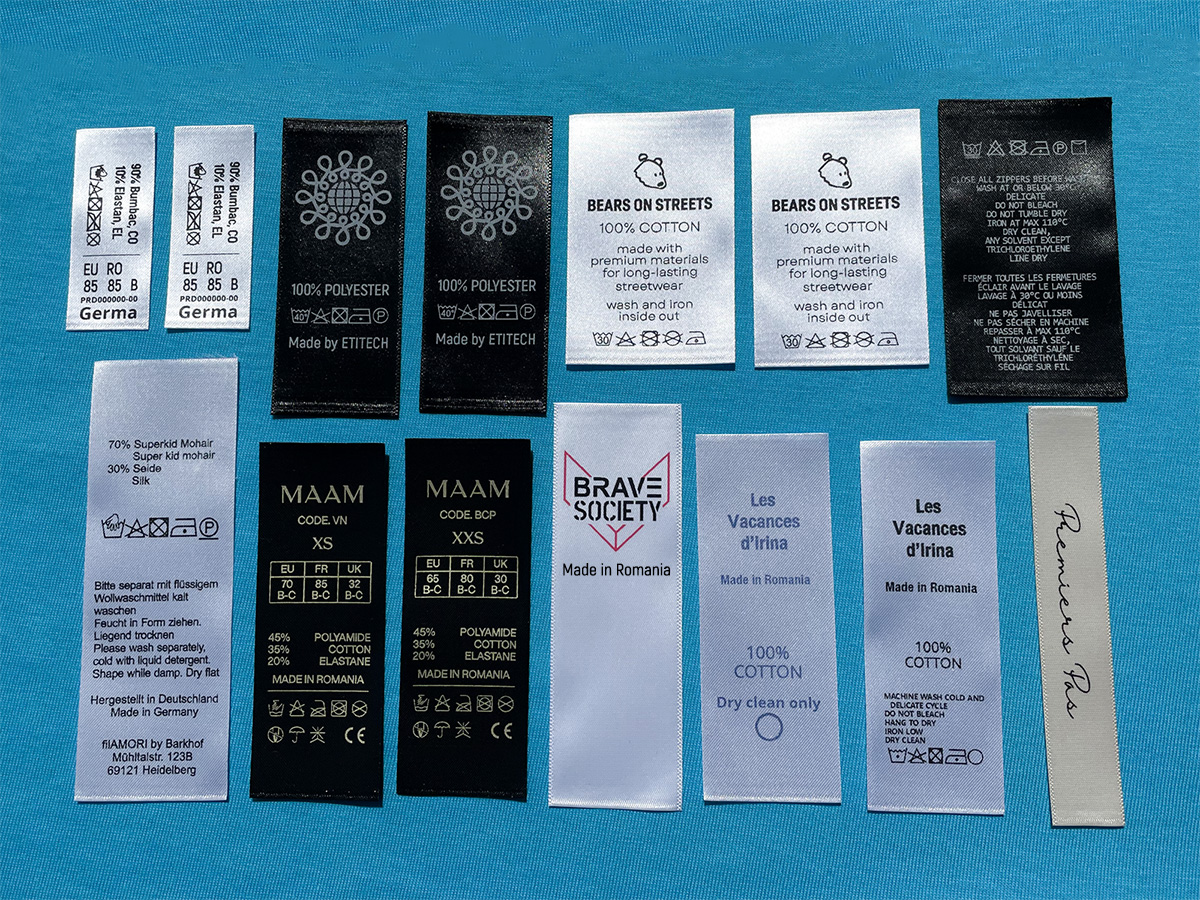 90% Bumbac, CO
10% Elastan, EL
EU RO
85 85 B
PRD000000-00
Germa
90% Bumbac, CO
10% Elastan, EL
EU RO
85 85 B
PRD000000-00
Germa
100% POLYESTER
40°
Made by ETITECH
100% POLYESTER
40°
Made by ETITECH
BEARS ON STREETS
100% COTTON
made with
premium materials
for long-lasting
streetwear
wash and iron
inside out
30
BEARS ON STREETS
100% COTTON
made with
premium materials
for long-lasting
streetwear
wash and iron
inside out
30
P
CLOSE ALL ZIPPERS BEFORE WASHING
WASH AT OR BELOW 30°C
DELICATE
DO NOT BLEACH
DO NOT TUMBLE DRY
IRON AT MAX 110°C
DRY CLEAN,
ANY SOLVENT EXCEPT
TRICHLOROETHYLENE
LINE DRY
FERMER TOUTES LES FERMETURES
ÉCLAIR AVANT LE LAVAGE
LAVAGE À 30°C OU MOINS
DÉLICAT
NE PAS JAVELLISER
NE PAS SÉCHER EN MACHINE
REPASSER À MAX 110°C
NETTOYAGE À SEC,
TOUT SOLVANT SAUF LE
TRICHLORÉTHYLÈNE
SÉCHAGE SUR FIL
70% Superkid Mohair
Super kid mohair
30% Seide
Silk
P
Bitte separat mit flüssigem
Wollwaschmittel kalt
waschen
Feucht in Form ziehen.
Liegend trocknen
Please wash separately,
cold with liquid detergent.
Shape while damp. Dry flat
Hergestellt in Deutschland
Made in Germany
filAMORI by Barkhof
Mühltalstr. 123B
69121 Heidelberg
MAAM
CODE. VN
XS
EU FR UK
70 85 32
B-C B-C B-C
45% POLYAMIDE
35% COTTON
20% ELASTANE
MADE IN ROMANIA
CE
MAAM
CODE. BCP
XXS
EU FR UK
65 80 30
B-C B-C B-C
45% POLYAMIDE
35% COTTON
20% ELASTANE
MADE IN ROMANIA
CE
BRAVE
SOCIETY
Made in Romania
Les
Vacances
d'Irina
Made in Romania
100%
COTTON
Dry clean only
Les
Vacances
d'Irina
Made in Romania
100%
COTTON
MACHINE WASH COLD AND
DELICATE CYCLE
DO NOT BLEACH
HANG TO DRY
IRON LOW
DRY CLEAN
Premiers Pas